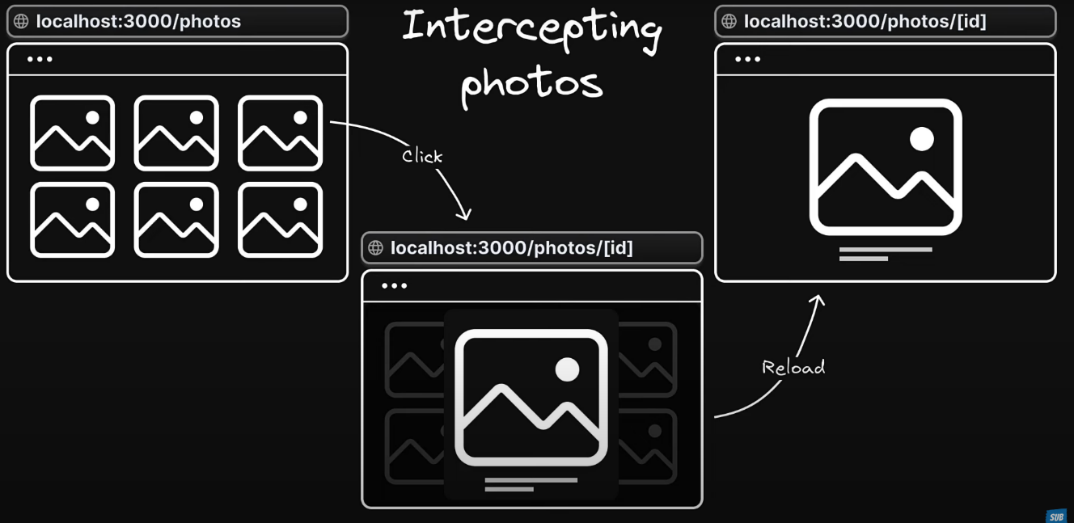 localhost:3000/photos
Intercepting
photos
localhost:3000/photos/[id]
Click
localhost:3000/photos/[id]
Reload
SUB